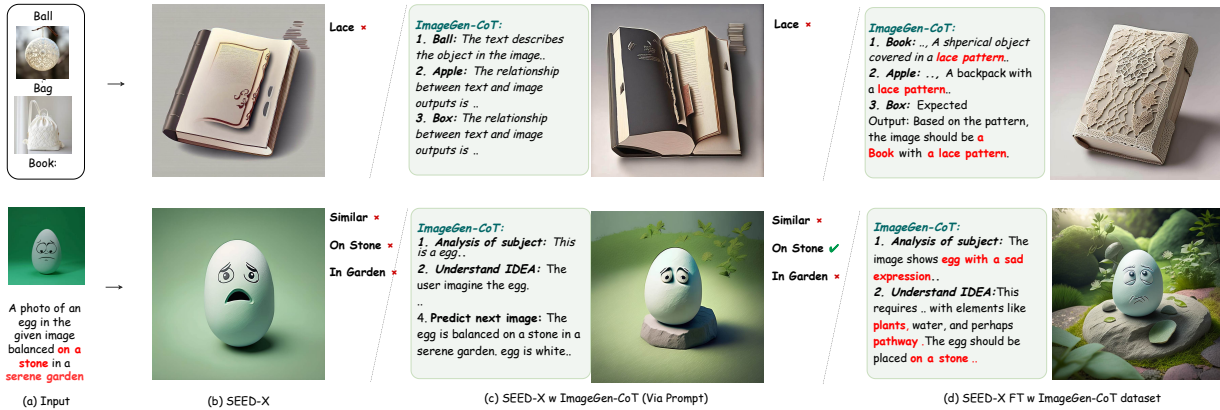 Ball
Bag
Book:
Lace ×
ImageGen-CoT:
1. Ball: The text describes
the object in the image..
2. Apple: The relationship
between text and image
outputs is ..
3. Box: The relationship
between text and image
outputs is ..
Lace ×
ImageGen-CoT:
1. Book: .., A shperical object
covered in a lace pattern..
2. Apple: .., A backpack with
a lace pattern..
3. Box: Expected
Output: Based on the pattern,
the image should be a
Book with a lace pattern.
A photo of an
egg in the
given image
balanced on a
stone in a
serene garden
Similar ×
On Stone ×
In Garden ×
ImageGen-CoT:
1. Analysis of subject: This
is a egg..
2. Understand IDEA: The
user imagine the egg.
..
4. Predict next image: The
egg is balanced on a stone in a
serene garden. egg is white..
Similar ×
On Stone ✔
In Garden ×
ImageGen-CoT:
1. Analysis of subject: The
image shows egg with a sad
expression..
2. Understand IDEA:This
requires .. with elements like
plants, water, and perhaps
pathway .The egg should be
placed on a stone ..
(a) Input
(b) SEED-X
(c) SEED-X w ImageGen-CoT (Via Prompt)
(d) SEED-X FT w ImageGen-CoT dataset